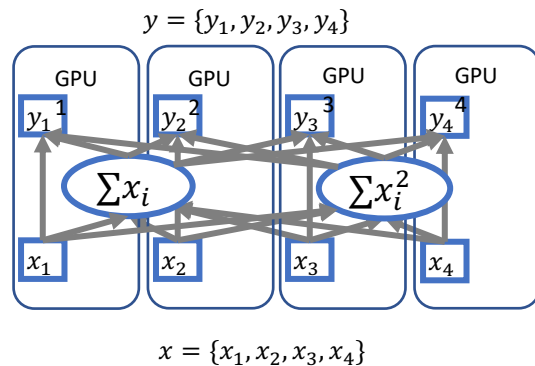 y = {y₁, y₂, y₃, y₄}
GPU GPU GPU GPU
1 2 3 4
y₁ y₂ y₃ y₄
∑xᵢ ∑xᵢ²
x₁ x₂ x₃ x₄
x = {x₁, x₂, x₃, x₄}